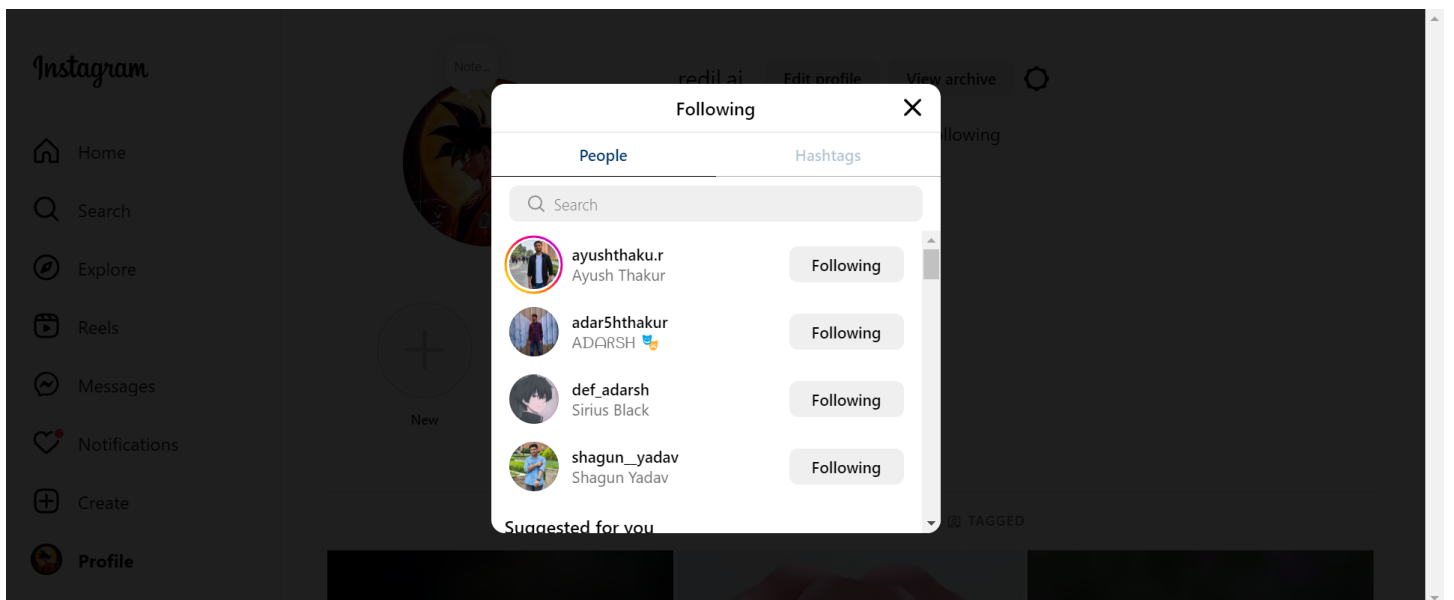 Instagram
Home
Search
Explore
Reels
Messages
Notifications
Create
Profile
Note...
redil.ai
Edit profile
View archive
llowing
New
TAGGED
Following
People
Hashtags
Search
ayushthaku.r
Ayush Thakur
Following
adar5hthakur
ADᗩRSH 🎭
Following
def_adarsh
Sirius Black
Following
shagun__yadav
Shagun Yadav
Following
Suggested for you